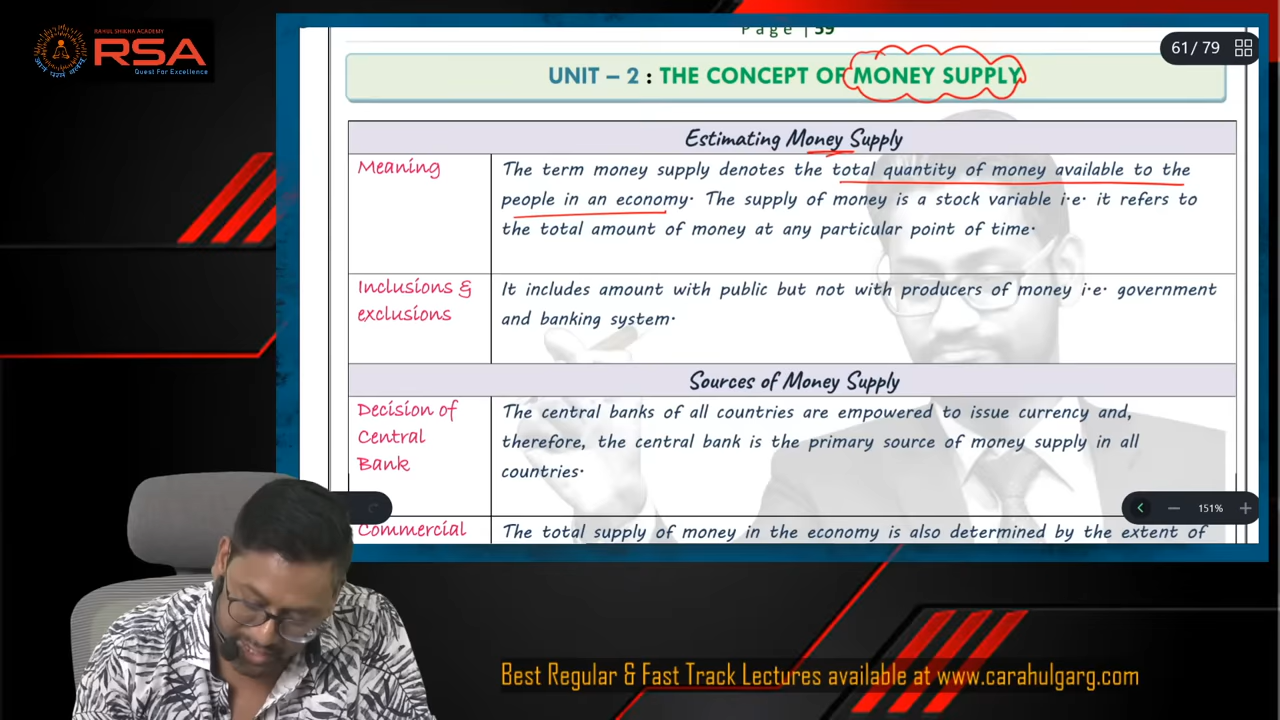 RAHUL SHIKHA ACADEMY
RSA
Quest For Excellence
Page | 59
61 / 79
UNIT – 2 : THE CONCEPT OF MONEY SUPPLY
Estimating Money Supply
Meaning
The term money supply denotes the total quantity of money available to the
people in an economy. The supply of money is a stock variable i.e. it refers to
the total amount of money at any particular point of time.
Inclusions &
exclusions
It includes amount with public but not with producers of money i.e. government
and banking system.
Sources of Money Supply
Decision of
Central
Bank
The central banks of all countries are empowered to issue currency and,
therefore, the central bank is the primary source of money supply in all
countries.
151%
Commercial
The total supply of money in the economy is also determined by the extent of
Best Regular & Fast Track Lectures available at www.carahulgarg.com